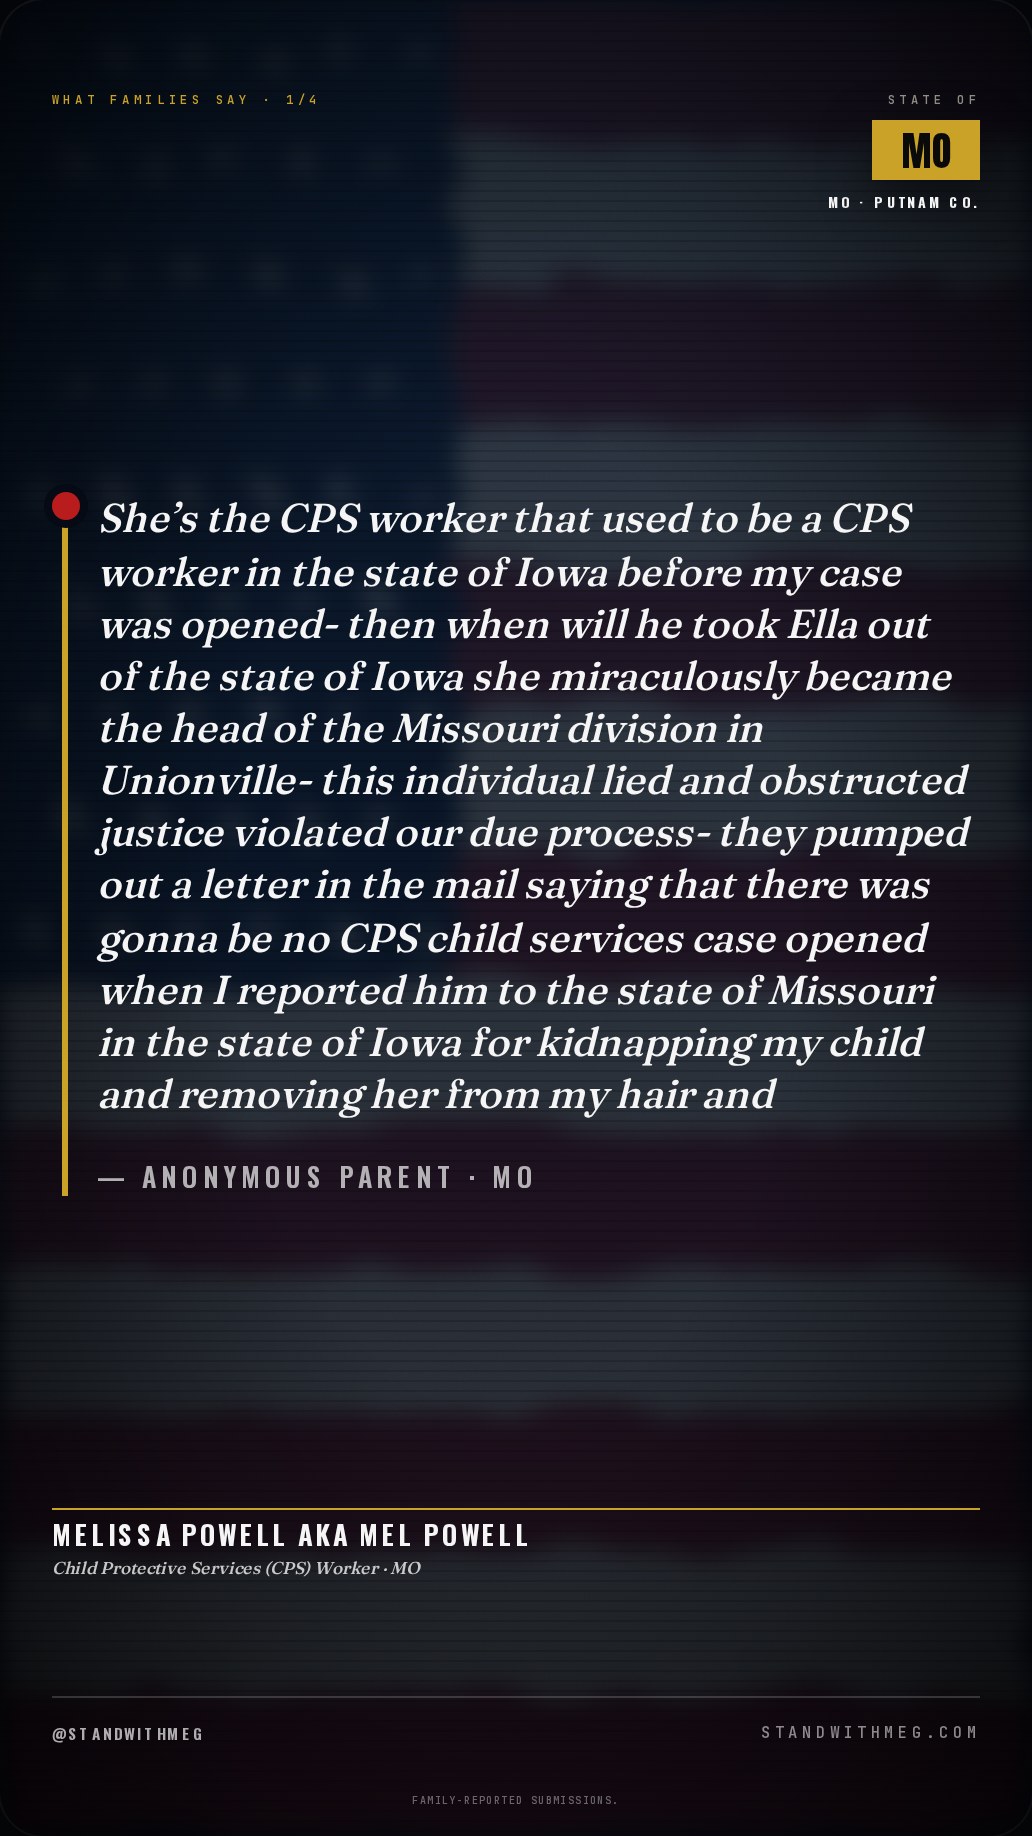 WHAT FAMILIES SAY · 1/4
STATE OF
MO
MO · PUTNAM CO.
She’s the CPS worker that used to be a CPS
worker in the state of Iowa before my case
was opened- then when will he took Ella out
of the state of Iowa she miraculously became
the head of the Missouri division in
Unionville- this individual lied and obstructed
justice violated our due process- they pumped
out a letter in the mail saying that there was
gonna be no CPS child services case opened
when I reported him to the state of Missouri
in the state of Iowa for kidnapping my child
and removing her from my hair and
— ANONYMOUS PARENT · MO
MELISSA POWELL AKA MEL POWELL
Child Protective Services (CPS) Worker · MO
@STANDWITHMEG
STANDWITHMEG.COM
FAMILY-REPORTED SUBMISSIONS.